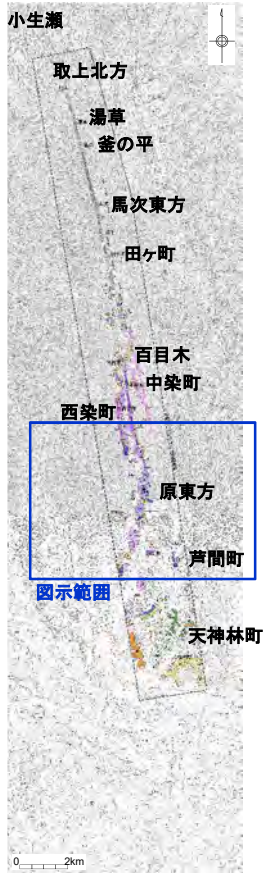 小生瀬
取上北方
湯草
釜の平
馬次東方
田ヶ町
百目木
中染町
西染町
原東方
芦間町
図示範囲
天神林町
0 2km